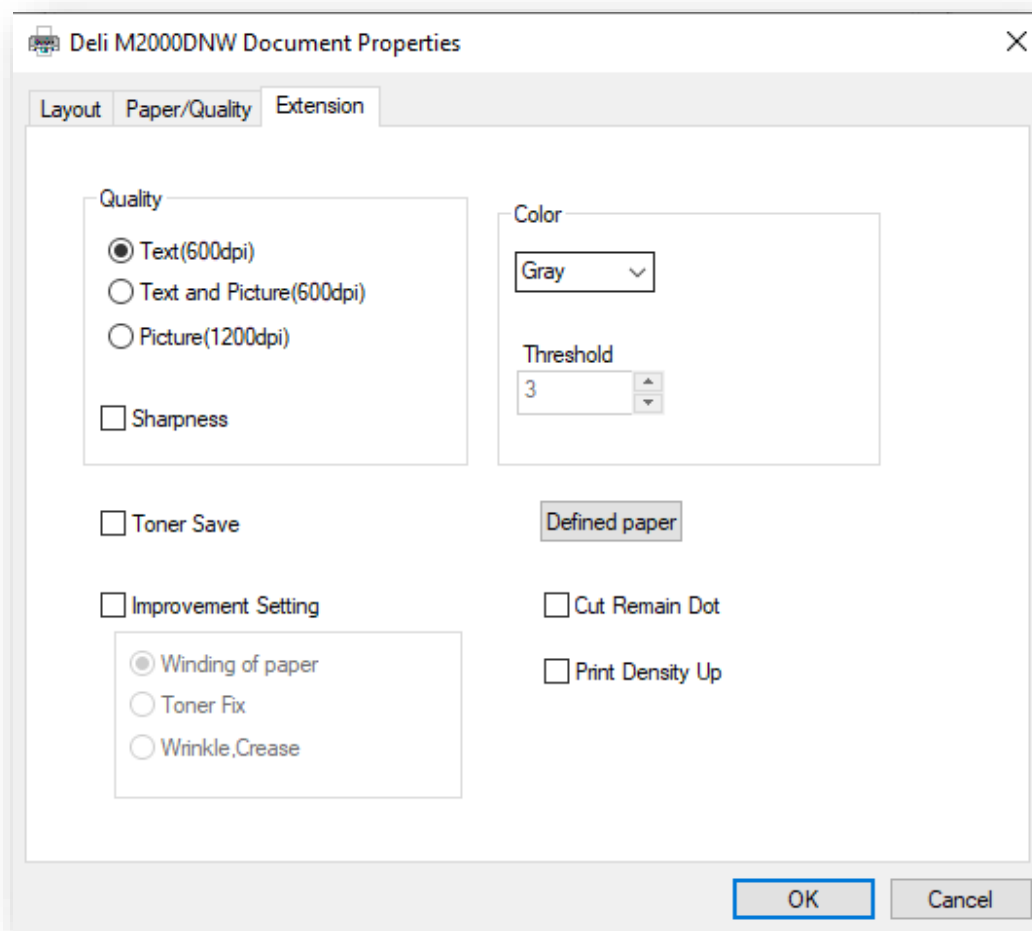 Deli M2000DNW Document Properties
Layout Paper/Quality Extension
Quality
Text(600dpi)
Text and Picture(600dpi)
Picture(1200dpi)
Sharpness
Color
Gray
Threshold
3
Toner Save
Defined paper
Improvement Setting
Winding of paper
Toner Fix
Wrinkle,Crease
Cut Remain Dot
Print Density Up
OK Cancel